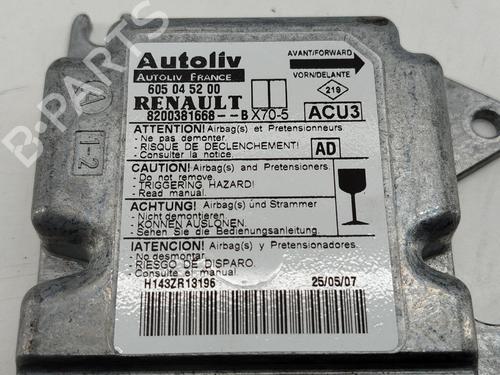 Autoliv
AUTOLIV FRANCE
605 04 52 00
RENAULT
8200381668--B X70-5
AVANT/FORWARD
VORN/DELANTE
219
ACU3
ATTENTION! Airbag(s) et Pretensionneurs.
- Ne pas demonter.
- RISQUE DE DECLENCHEMENT!
- Consulter la notice.
AD
CAUTION! Airbag(s) and Pretensioners.
- Do not remove.
- TRIGGERING HAZARD!
- Read manual.
ACHTUNG! Airbag(s) und Strammer
- Nicht demontieren
- KÖNNEN AUSLÖSEN.
- Sehen Sie die Bedienungsanleitung.
!ATENCION! Airbag(s) y Pretensionadores.
- No desmontar
- RIESGO DE DISPARO.
- Consulte el manual
H143ZR13196
25/05/07
1-2
B-PARTS